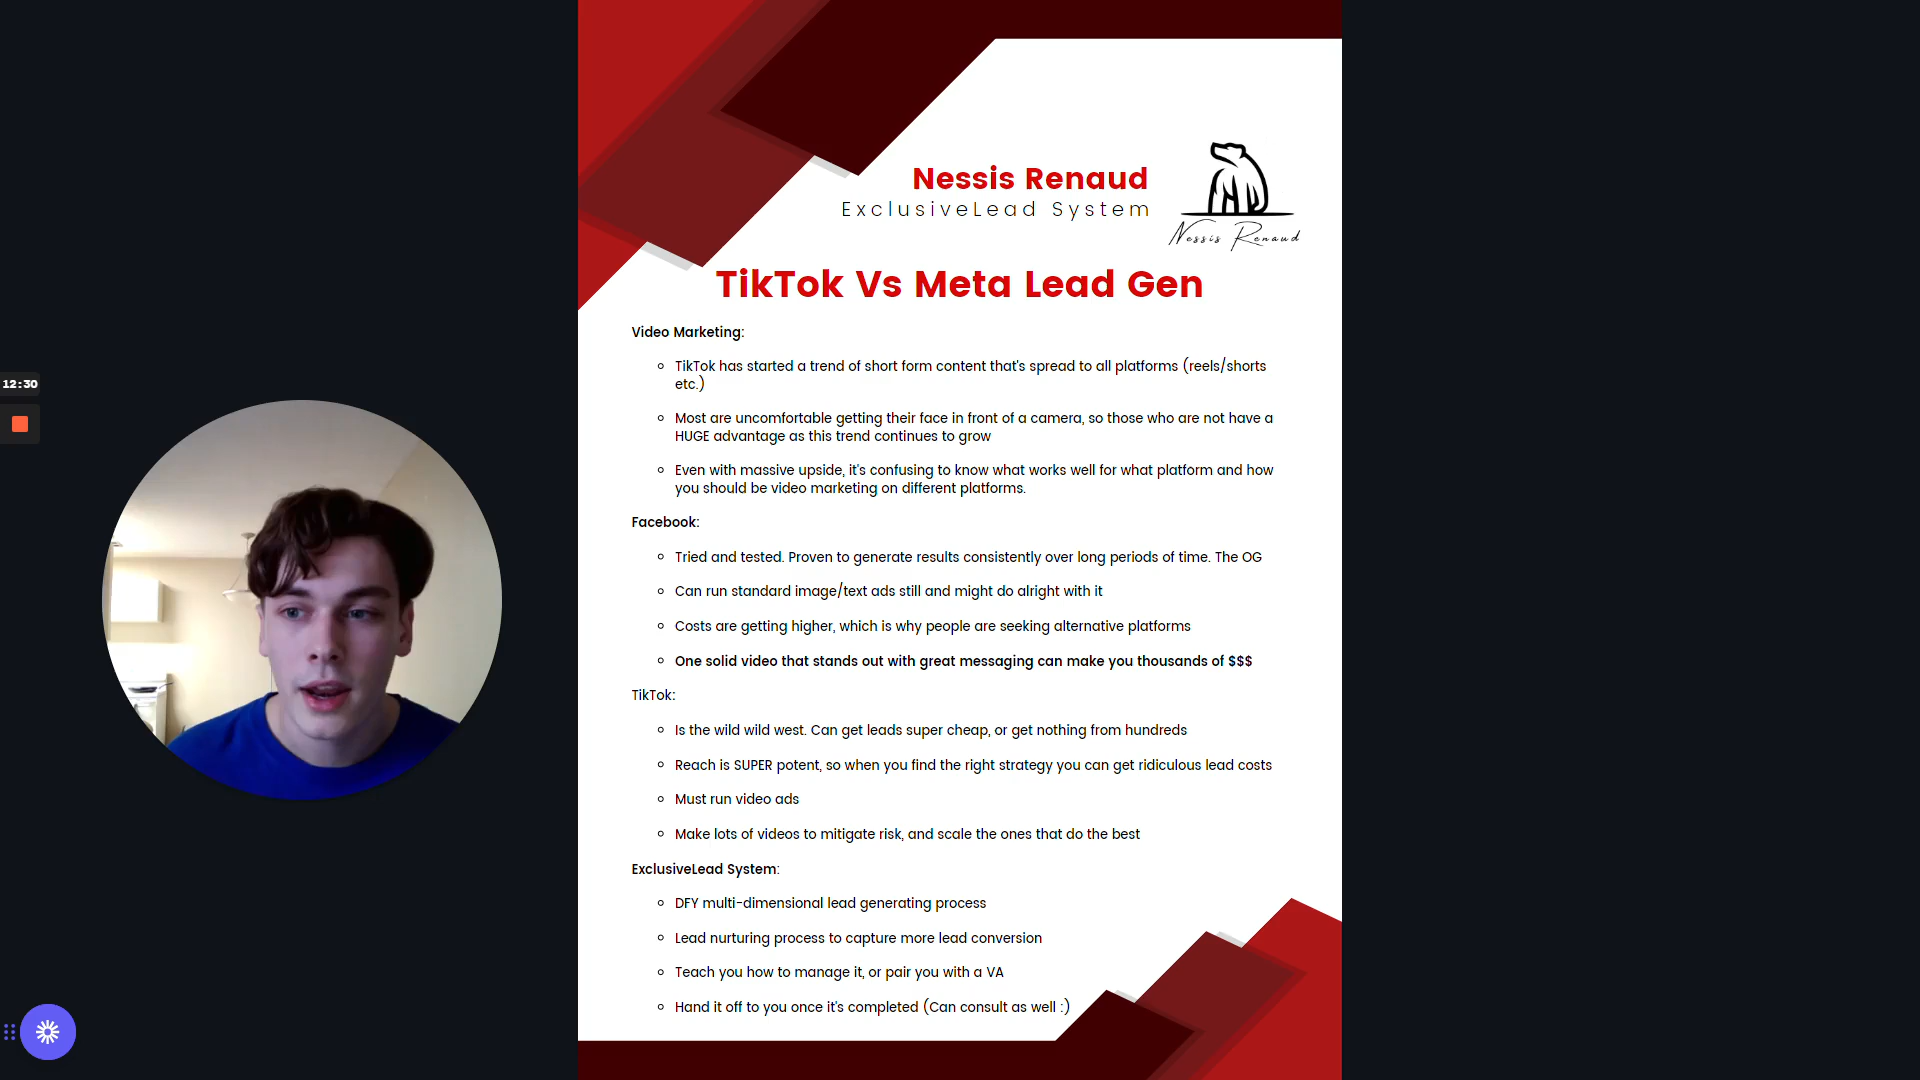 Nessis Renaud
ExclusiveLead System
Nessis Renaud
TikTok Vs Meta Lead Gen
Video Marketing:
TikTok has started a trend of short form content that's spread to all platforms (reels/shorts
etc.)
Most are uncomfortable getting their face in front of a camera, so those who are not have a
HUGE advantage as this trend continues to grow
Even with massive upside, it's confusing to know what works well for what platform and how
you should be video marketing on different platforms.
Facebook:
Tried and tested. Proven to generate results consistently over long periods of time. The OG
Can run standard image/text ads still and might do alright with it
Costs are getting higher, which is why people are seeking alternative platforms
One solid video that stands out with great messaging can make you thousands of $$$
TikTok:
Is the wild wild west. Can get leads super cheap, or get nothing from hundreds
Reach is SUPER potent, so when you find the right strategy you can get ridiculous lead costs
Must run video ads
Make lots of videos to mitigate risk, and scale the ones that do the best
ExclusiveLead System:
DFY multi-dimensional lead generating process
Lead nurturing process to capture more lead conversion
Teach you how to manage it, or pair you with a VA
Hand it off to you once it's completed (Can consult as well :)
12:30